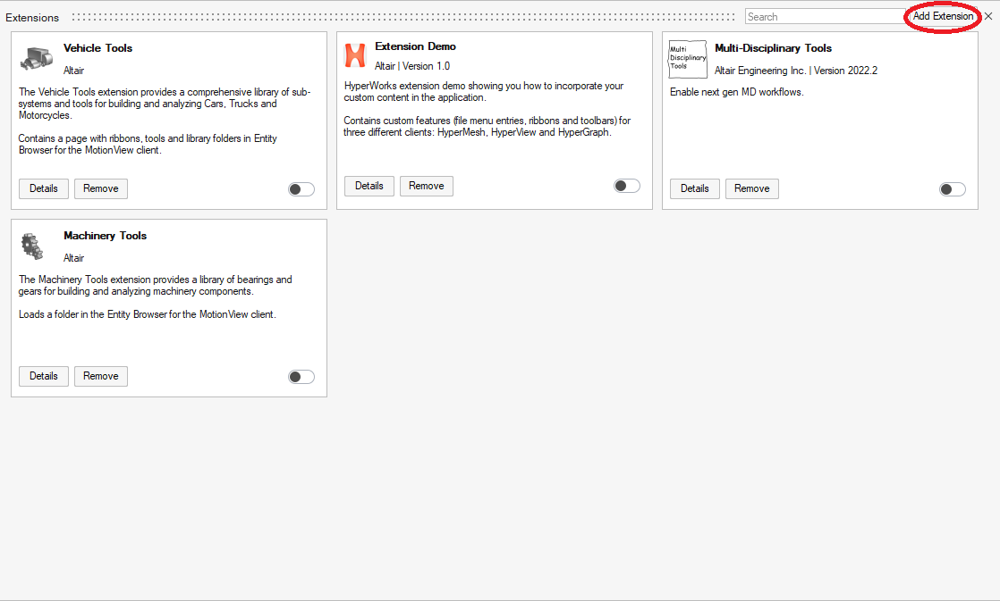 Extensions
Search
Add Extension
Vehicle Tools
Altair
The Vehicle Tools extension provides a comprehensive library of sub-
systems and tools for building and analyzing Cars, Trucks and
Motorcycles.
Contains a page with ribbons, tools and library folders in Entity
Browser for the MotionView client.
Details
Remove
Extension Demo
Altair | Version 1.0
HyperWorks extension demo showing you how to incorporate your
custom content in the application.
Contains custom features (file menu entries, ribbons and toolbars) for
three different clients: HyperMesh, HyperView and HyperGraph.
Details
Remove
Multi
Disciplinary
Tools
Multi-Disciplinary Tools
Altair Engineering Inc. | Version 2022.2
Enable next gen MD workflows.
Details
Remove
Machinery Tools
Altair
The Machinery Tools extension provides a library of bearings and
gears for building and analyzing machinery components.
Loads a folder in the Entity Browser for the MotionView client.
Details
Remove